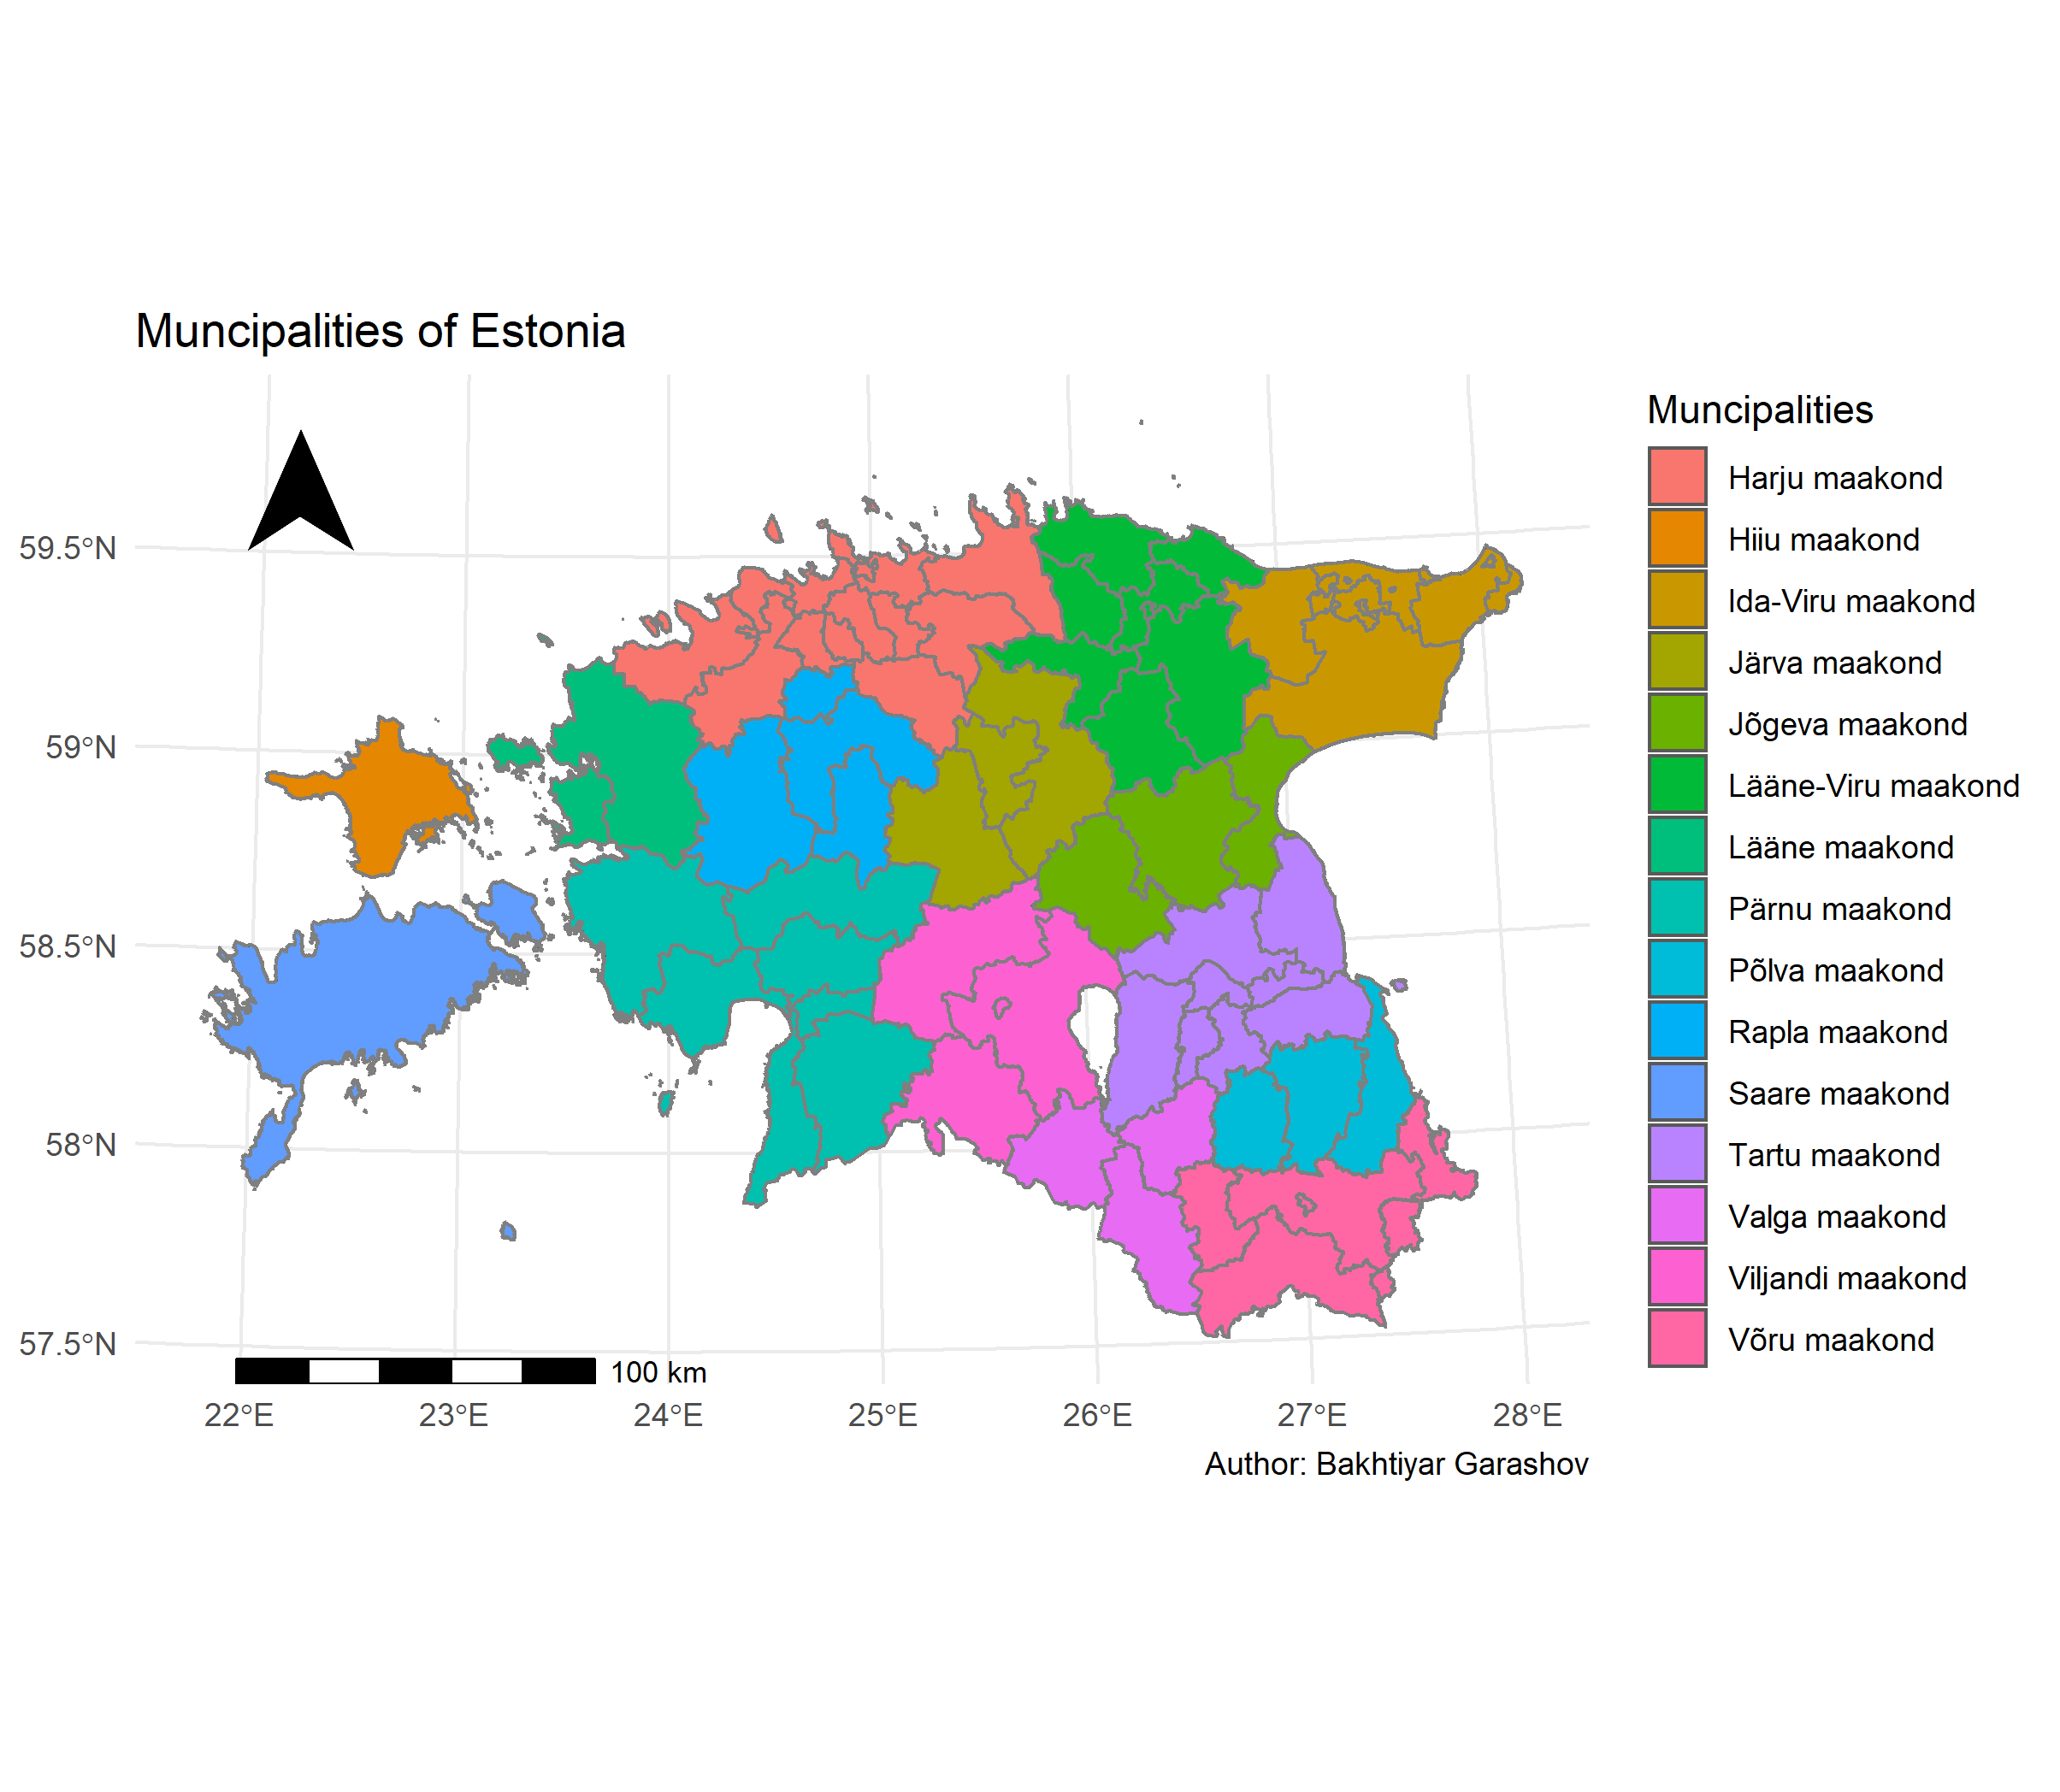 Muncipalities of Estonia
59.5°N
59°N
58.5°N
58°N
57.5°N
100 km
22°E 23°E 24°E 25°E 26°E 27°E 28°E
Author: Bakhtiyar Garashov
Muncipalities
Harju maakond
Hiiu maakond
Ida-Viru maakond
Järva maakond
Jõgeva maakond
Lääne-Viru maakond
Lääne maakond
Pärnu maakond
Põlva maakond
Rapla maakond
Saare maakond
Tartu maakond
Valga maakond
Viljandi maakond
Võru maakond